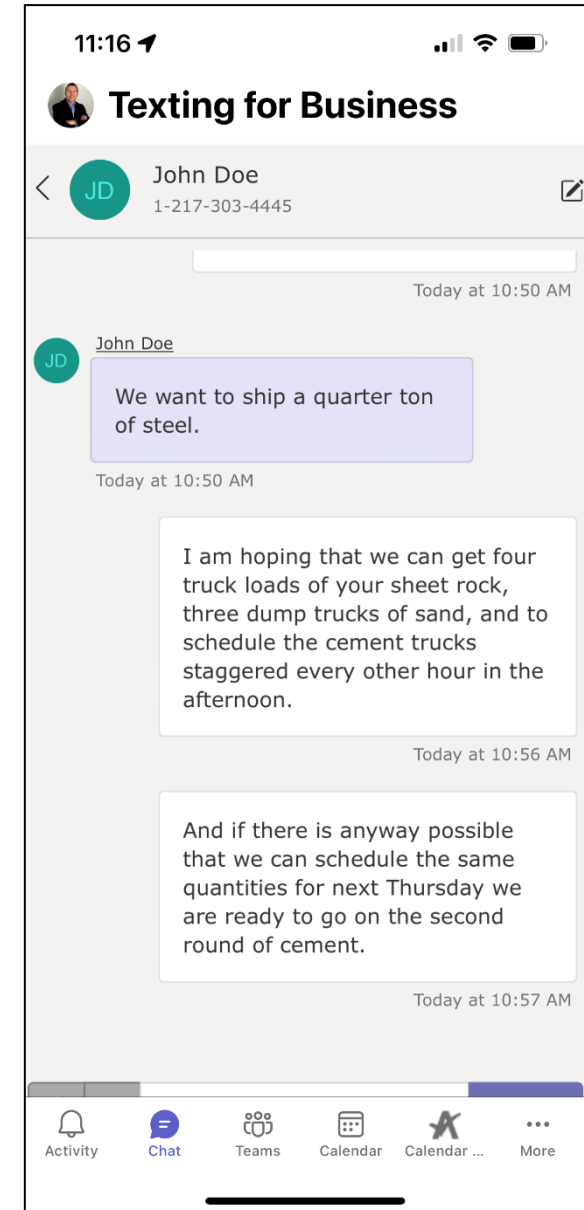 11:16
Texting for Business
JD
John Doe
1-217-303-4445
Today at 10:50 AM
JD
John Doe
We want to ship a quarter ton
of steel.
Today at 10:50 AM
I am hoping that we can get four
truck loads of your sheet rock,
three dump trucks of sand, and to
schedule the cement trucks
staggered every other hour in the
afternoon.
Today at 10:56 AM
And if there is anyway possible
that we can schedule the same
quantities for next Thursday we
are ready to go on the second
round of cement.
Today at 10:57 AM
Activity
Chat
Teams
Calendar
Calendar ...
More